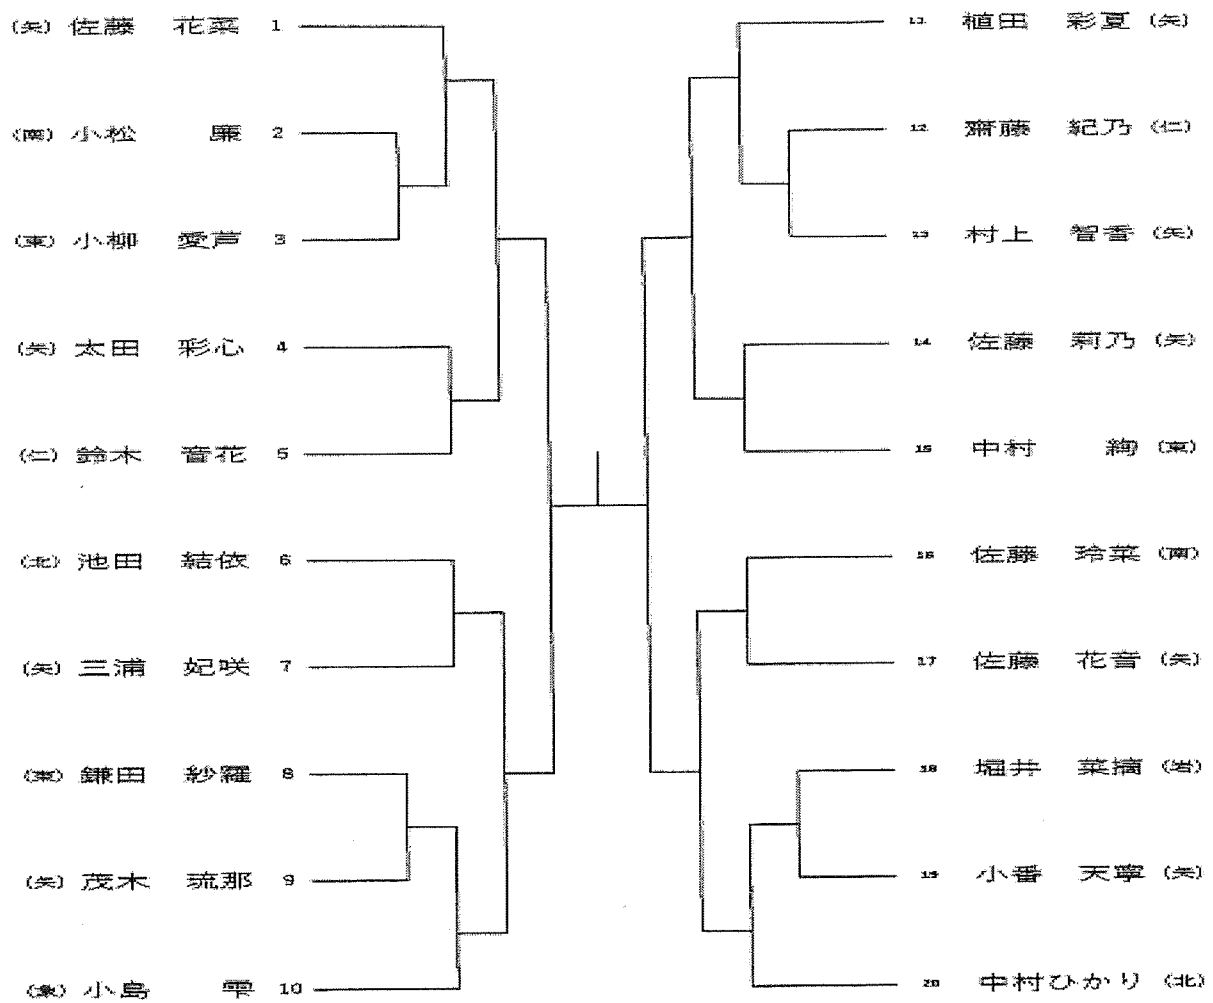 (矢) 佐藤 花菜 1
(南) 小松 廉 2
(東) 小柳 愛芦 3
(矢) 太田 彩心 4
(仁) 鈴木 音花 5
(北) 池田 結依 6
(矢) 三浦 妃咲 7
(東) 鎌田 紗羅 8
(矢) 茂木 琉那 9
小島 雫 10
11 植田 彩夏 (矢)
12 齋藤 紀乃 (仁)
13 村上 智香 (矢)
14 佐藤 莉乃 (矢)
15 中村 絢 (東)
16 佐藤 玲菜 (南)
17 佐藤 花音 (矢)
18 堀井 菜摘 (岩)
19 小番 天寧 (矢)
20 中村ひかり (北)